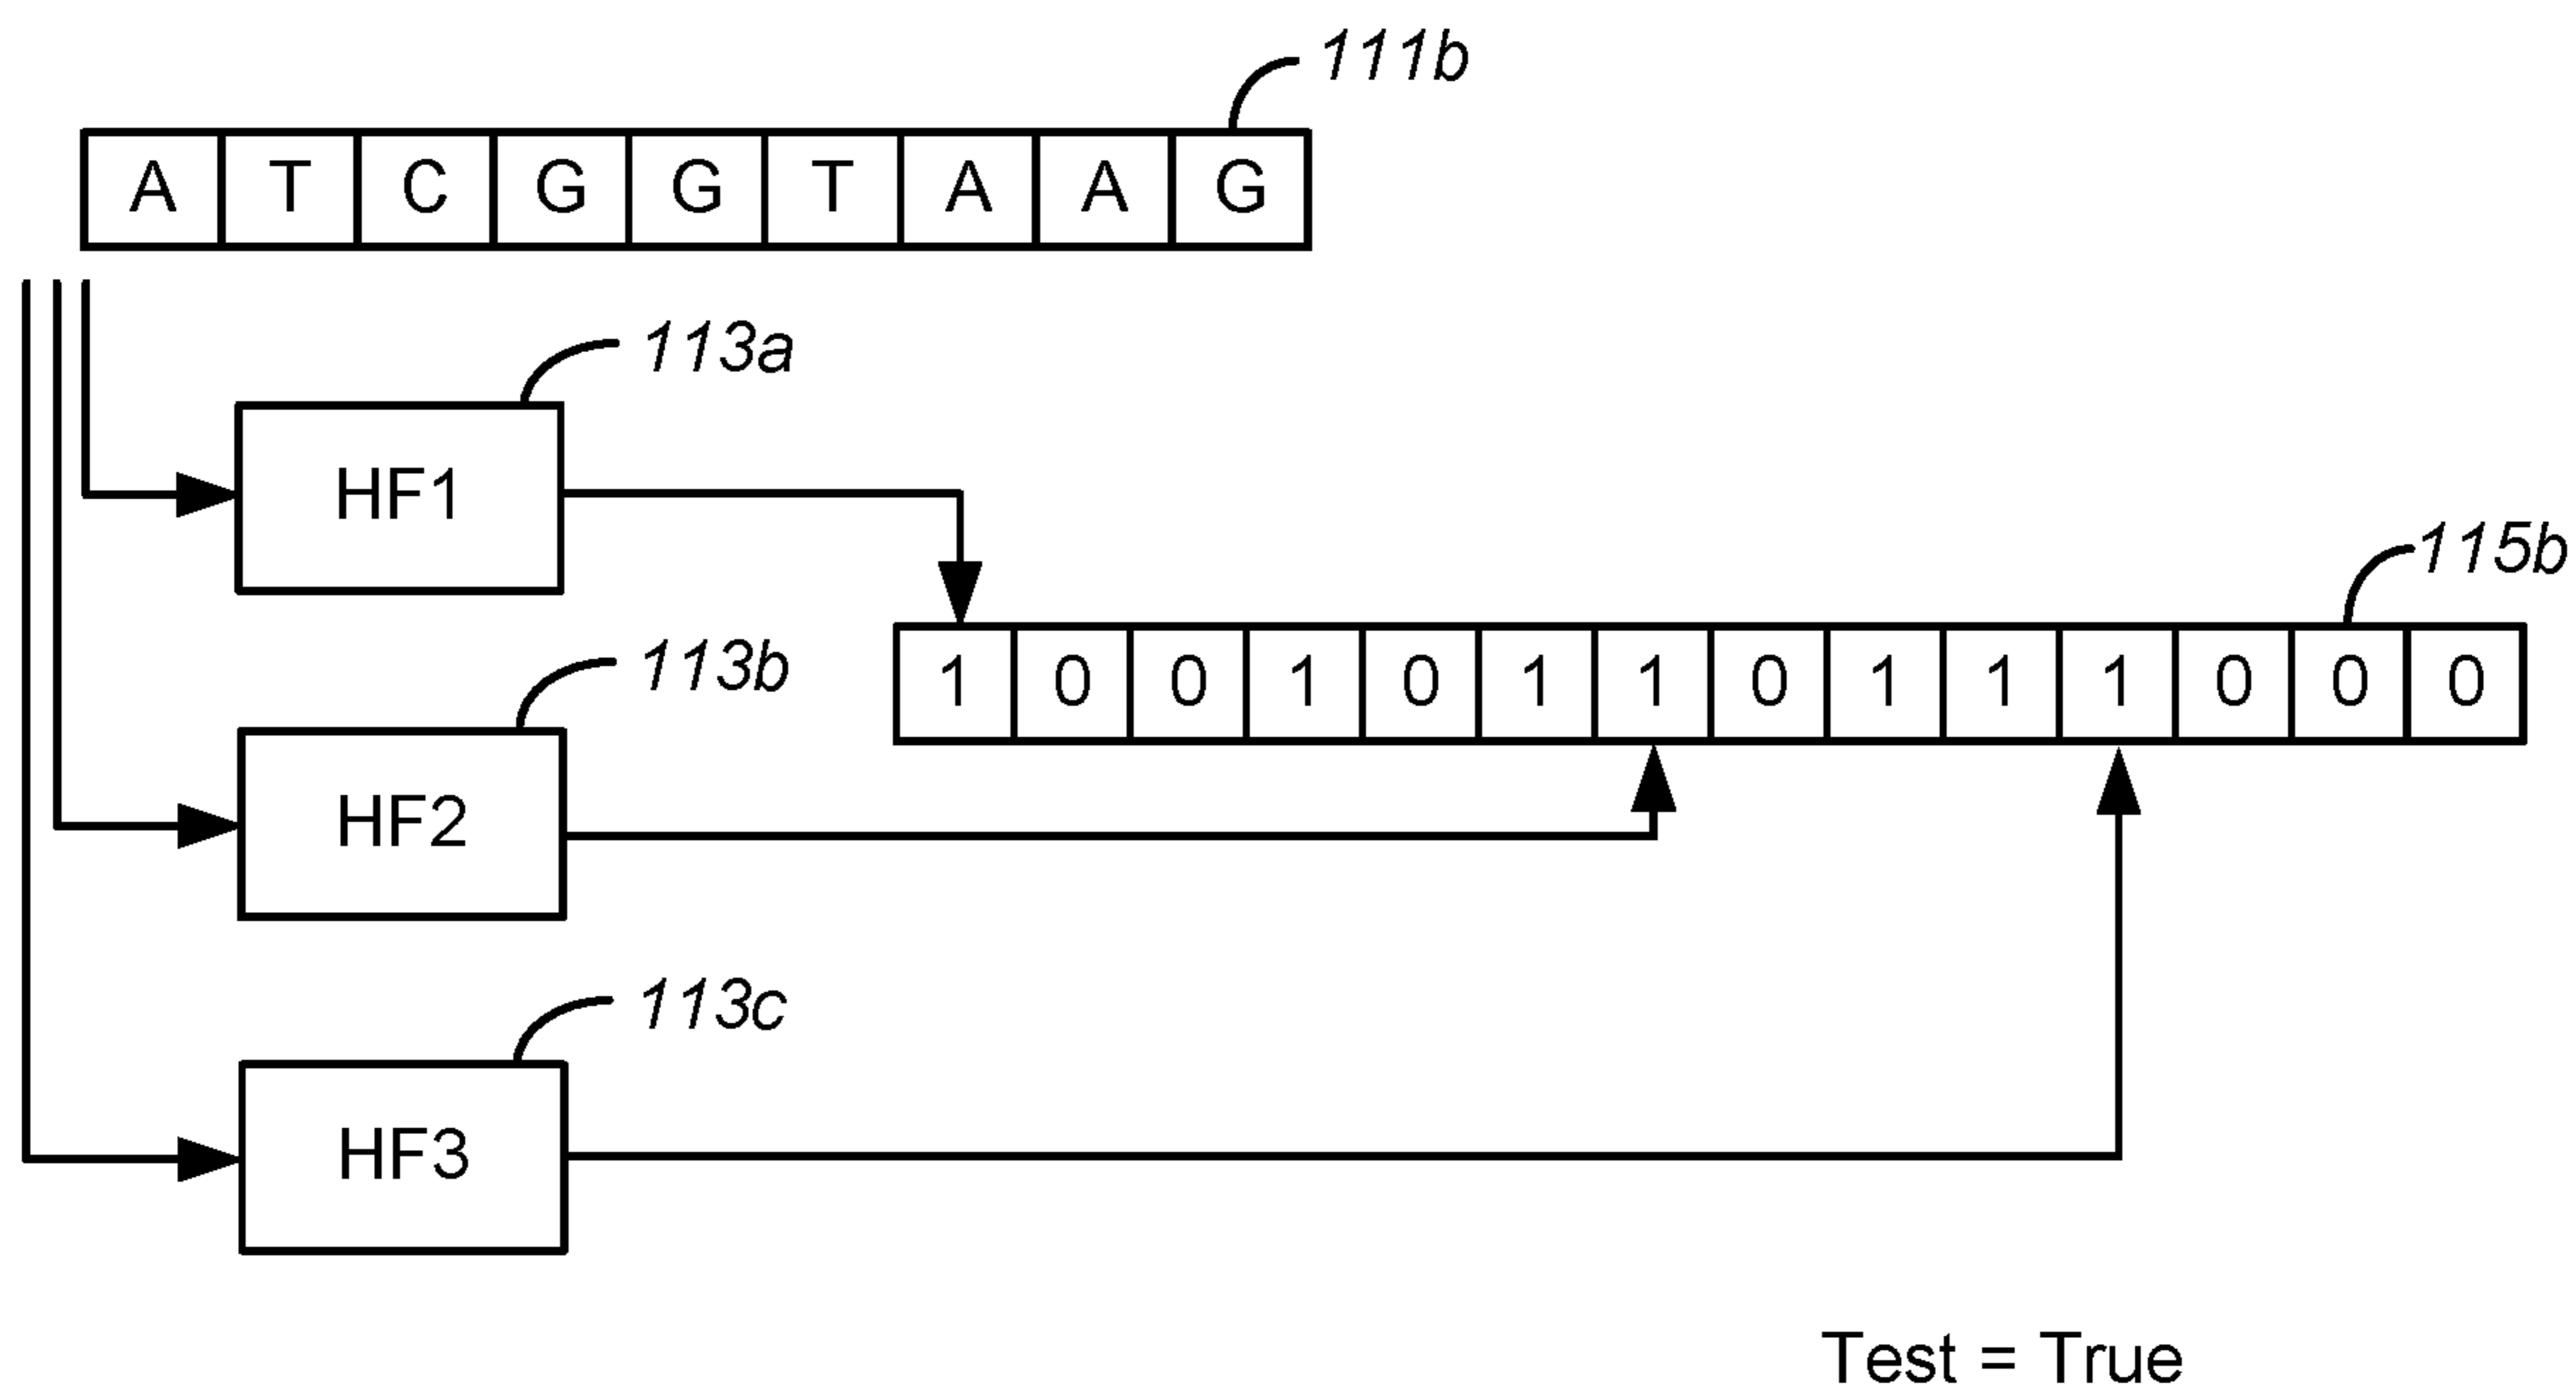 111b
A T C G G T A A G
113a
HF1
115b
1 0 0 1 0 1 1 0 1 1 1 0 0 0
113b
HF2
113c
HF3
Test = True